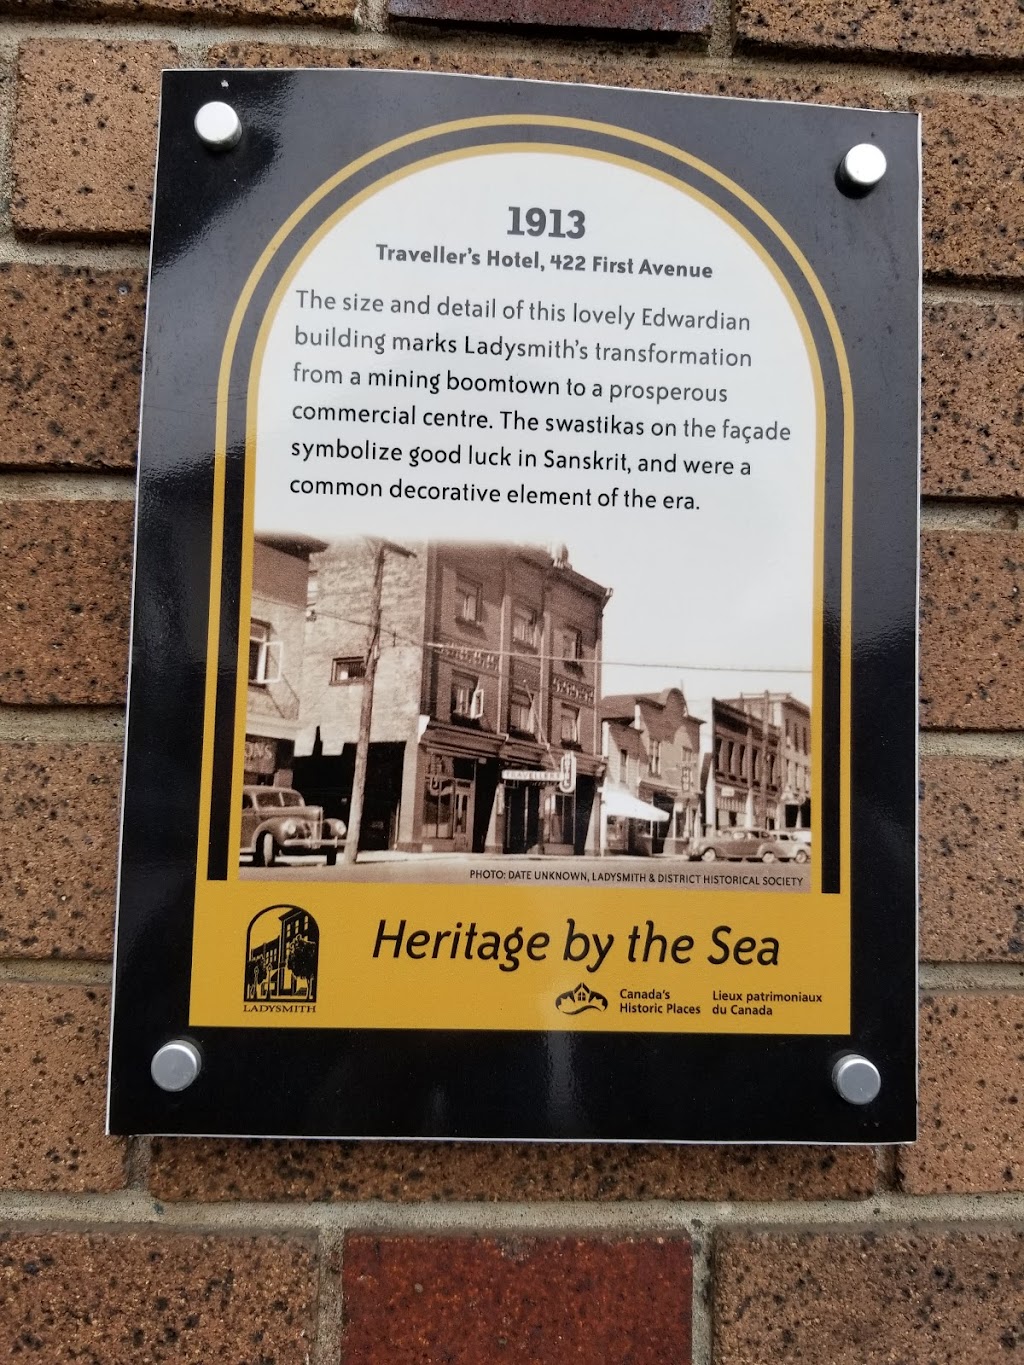 1913
Traveller's Hotel, 422 First Avenue
The size and detail of this lovely Edwardian
building marks Ladysmith's transformation
from a mining boomtown to a prosperous
commercial centre. The swastikas on the façade
symbolize good luck in Sanskrit, and were a
common decorative element of the era.
TRAVELLERS
PHOTO: DATE UNKNOWN, LADYSMITH & DISTRICT HISTORICAL SOCIETY
Heritage by the Sea
LADYSMITH
Canada's
Historic Places
Lieux patrimoniaux
du Canada